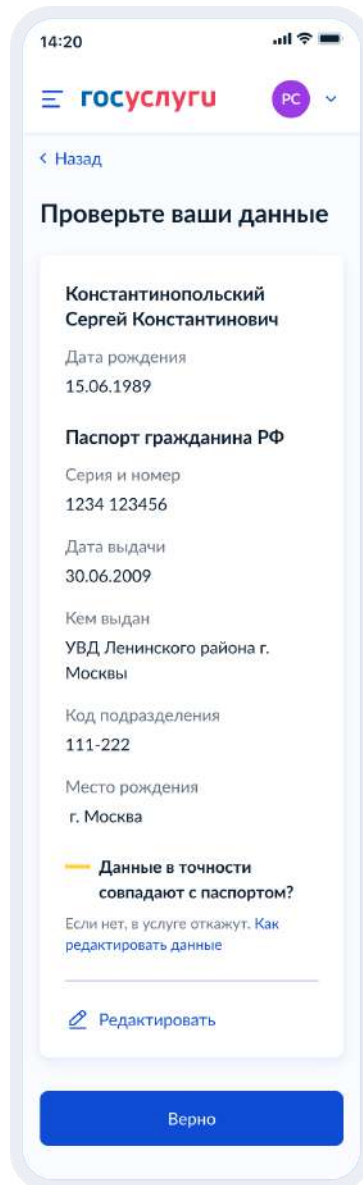 14:20
госуслуги
РС
Назад
Проверьте ваши данные
Константинопольский
Сергей Константинович
Дата рождения
15.06.1989
Паспорт гражданина РФ
Серия и номер
1234 123456
Дата выдачи
30.06.2009
Кем выдан
УВД Ленинского района г.
Москвы
Код подразделения
111-222
Место рождения
г. Москва
Данные в точности
совпадают с паспортом?
Если нет, в услуге откажут. Как
редактировать данные
Редактировать
Верно